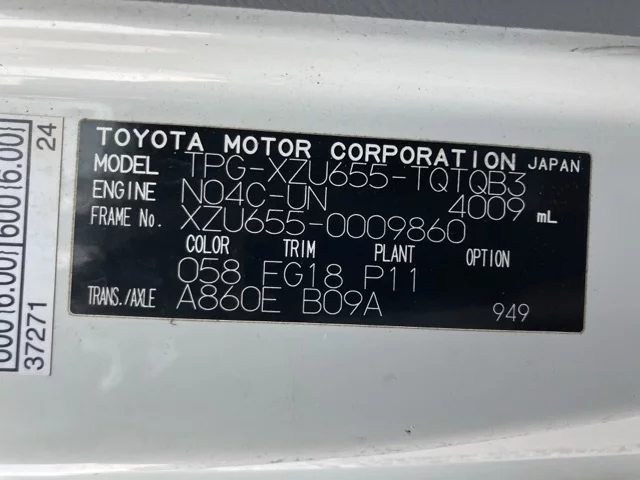 TOYOTA MOTOR CORPORATION JAPAN
MODEL TPG-XZU655-TQTQB3
ENGINE N04C-UN 4009 mL
FRAME No. XZU655-0009860
COLOR TRIM PLANT OPTION
058 FG18 P11
TRANS./AXLE A860E B09A 949
37271 24